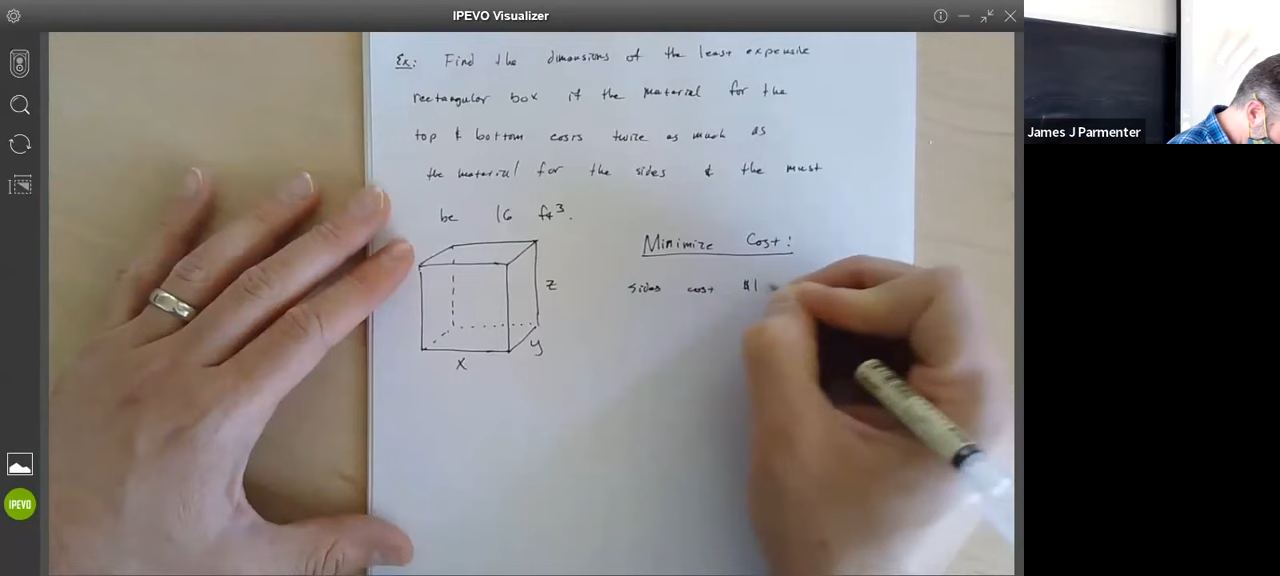 IPEVO Visualizer
Ex: Find the dimensions of the least expensive
rectangular box if the material for the
top & bottom costs twice as much as
the material for the sides & the must
be 16 ft³.
Minimize Cost:
sides cost $1
z
y
x
James J Parmenter
IPEVO